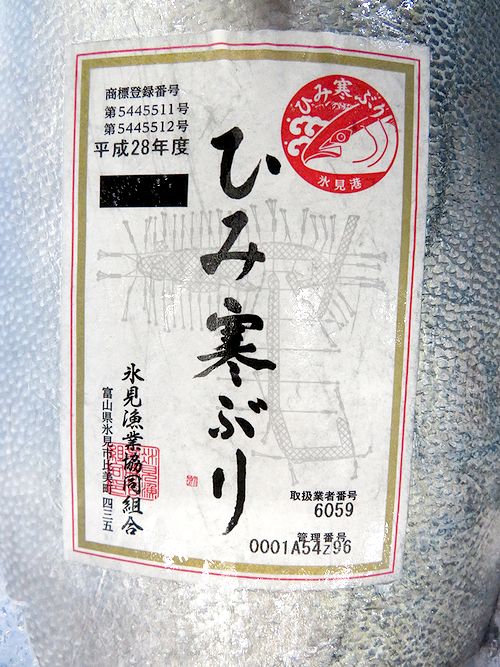 商標登録番号
第5445511号
第5445512号
平成28年度
ひみ寒ぶり
氷見港
ひみ寒ぶり
氷見漁業協同組合
富山県氷見市比美町四三五
取扱業者番号
6059
管理番号
0001A54z96